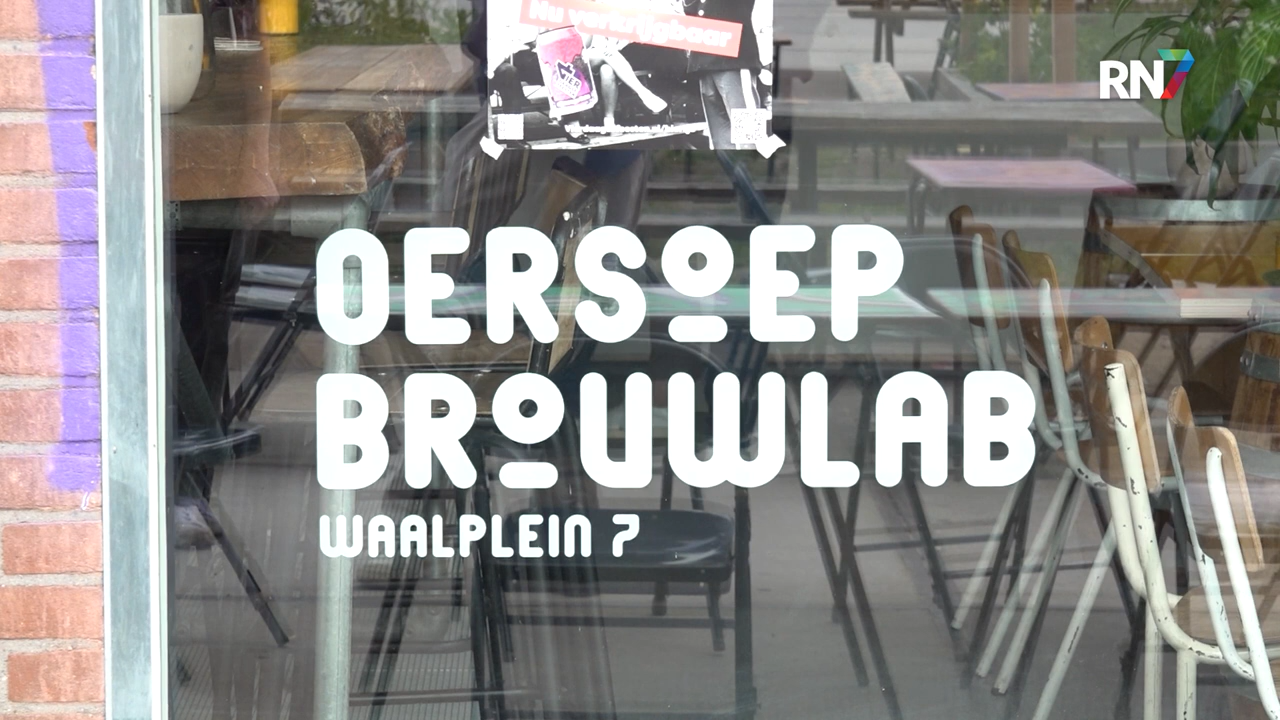 Nu verkrijgbaar
RN7
OERSOEP
BROUWLAB
WAALPLEIN 7